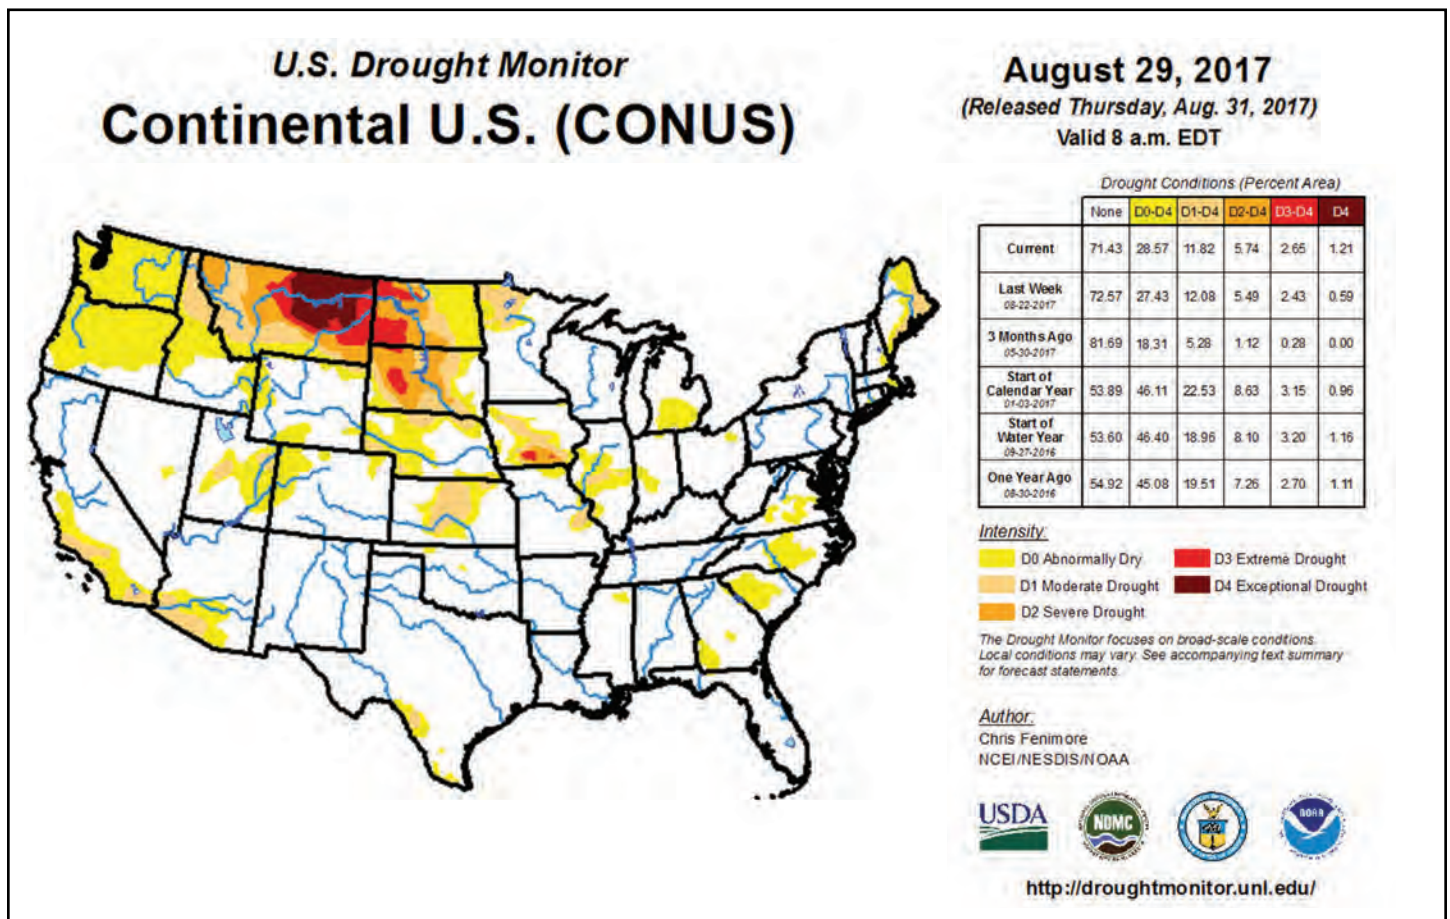 U.S. Drought Monitor
Continental U.S. (CONUS)
August 29, 2017
(Released Thursday, Aug. 31, 2017)
Valid 8 a.m. EDT
Drought Conditions (Percent Area)
None D0-D4 D1-D4 D2-D4 D3-D4 D4
Current 71.43 28.57 11.82 5.74 2.65 1.21
Last Week
08-22-2017 72.57 27.43 12.08 5.49 2.43 0.59
3 Months Ago
05-30-2017 81.69 18.31 5.28 1.12 0.28 0.00
Start of
Calendar Year
01-03-2017 53.89 46.11 22.53 8.63 3.15 0.96
Start of
Water Year
09-27-2016 53.60 46.40 18.96 8.10 3.20 1.16
One Year Ago
08-30-2016 54.92 45.08 19.51 7.26 2.70 1.11
Intensity:
D0 Abnormally Dry
D1 Moderate Drought
D2 Severe Drought
D3 Extreme Drought
D4 Exceptional Drought
The Drought Monitor focuses on broad-scale conditions.
Local conditions may vary. See accompanying text summary
for forecast statements.
Author:
Chris Fenimore
NCEI/NESDIS/NOAA
USDA
NDMC
NOAA
http://droughtmonitor.unl.edu/